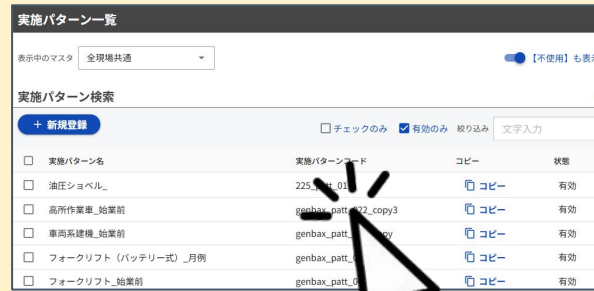 実施パターン一覧
表示中のマスタ 全現場共通 【不使用】も表示
実施パターン検索
+ 新規登録 チェックのみ 有効のみ 絞り込み 文字入力
実施パターン名 実施パターンコード コピー 状態
油圧ショベル_ コピー 有効
高所作業車_始業前 コピー 有効
車両系建機_始業前 コピー 有効
フォークリフト（バッテリー式）_月例 コピー 有効
フォークリフト_始業前 コピー 有効